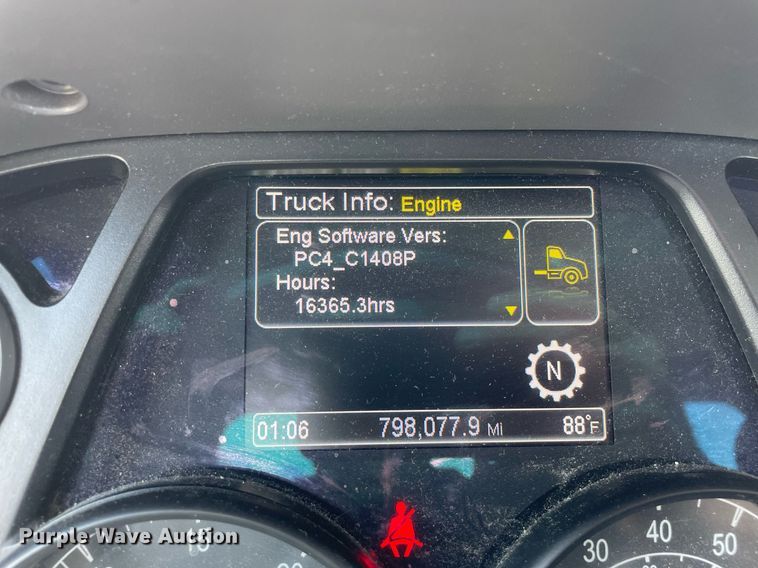 Truck Info: Engine
Eng Software Vers:
PC4_C1408P
Hours:
16365.3hrs
N
01:06 798,077.9 MI 88°F
Purple Wave Auction
30 40 50